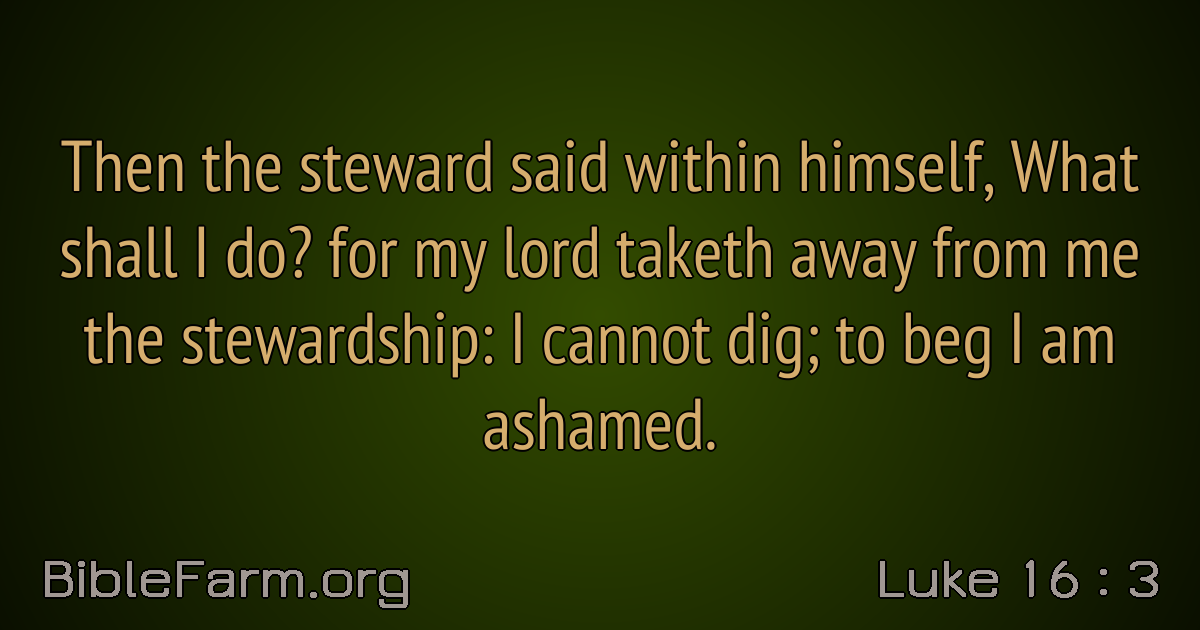 Then the steward said within himself, What
shall I do? for my lord taketh away from me
the stewardship: I cannot dig; to beg I am
ashamed.
BibleFarm.org
Luke 16 : 3